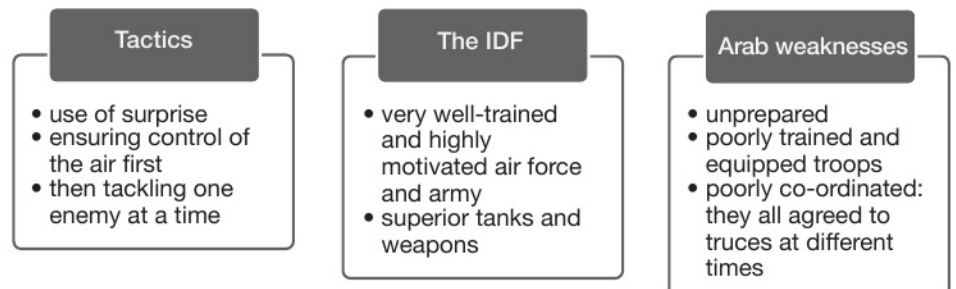 Tactics
• use of surprise
• ensuring control of
the air first
• then tackling one
enemy at a time
The IDF
• very well-trained
and highly
motivated air force
and army
• superior tanks and
weapons
Arab weaknesses
• unprepared
• poorly trained and
equipped troops
• poorly co-ordinated:
they all agreed to
truces at different
times